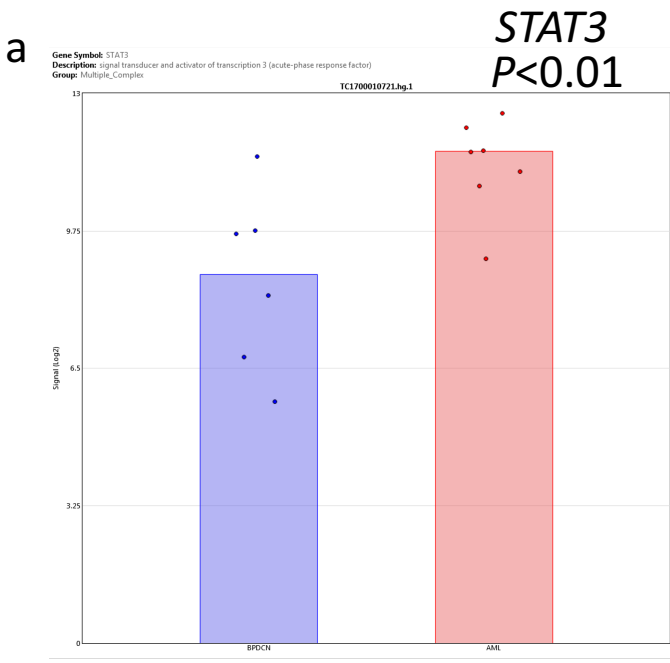 a
STAT3
P<0.01
Gene Symbol: STAT3
Description: signal transducer and activator of transcription 3 (acute-phase response factor)
Group: Multiple_Complex
TC1700010721.hg.1
13
9.75
6.5
3.25
0
Signal (Log2)
BPDCN
AML